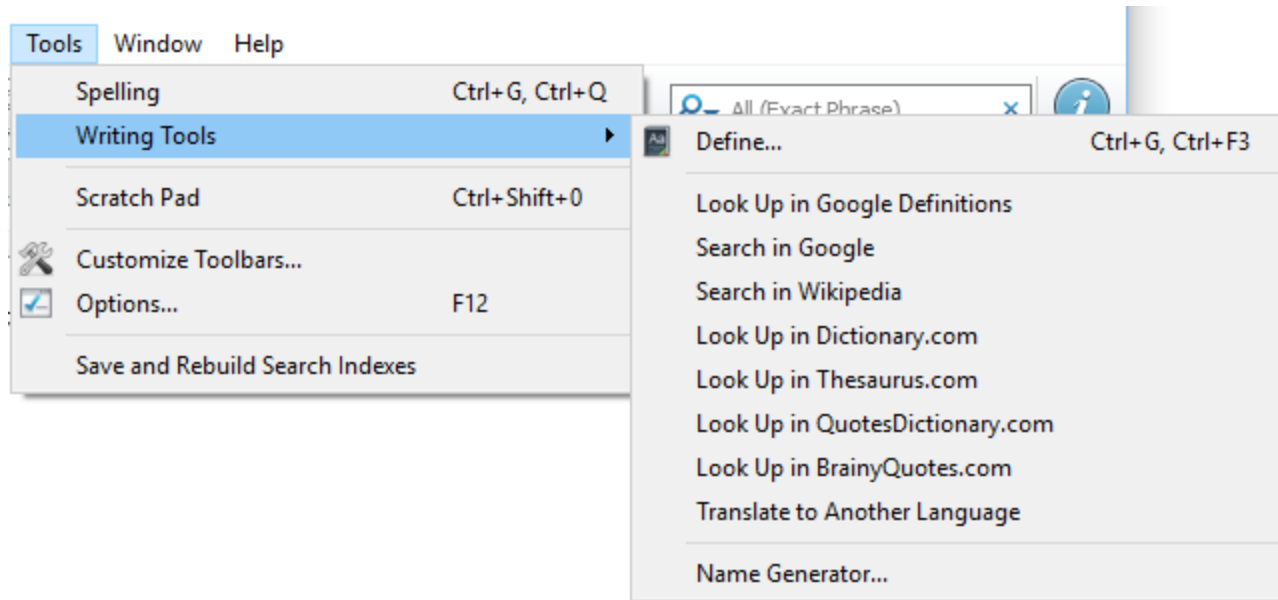 Tools Window Help
Spelling Ctrl+G, Ctrl+Q
All (Exact Phrase)
Writing Tools
Scratch Pad Ctrl+Shift+0
Customize Toolbars...
Options... F12
Save and Rebuild Search Indexes
Define... Ctrl+G, Ctrl+F3
Look Up in Google Definitions
Search in Google
Search in Wikipedia
Look Up in Dictionary.com
Look Up in Thesaurus.com
Look Up in QuotesDictionary.com
Look Up in BrainyQuotes.com
Translate to Another Language
Name Generator...